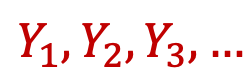 Y₁, Y₂, Y₃, ...